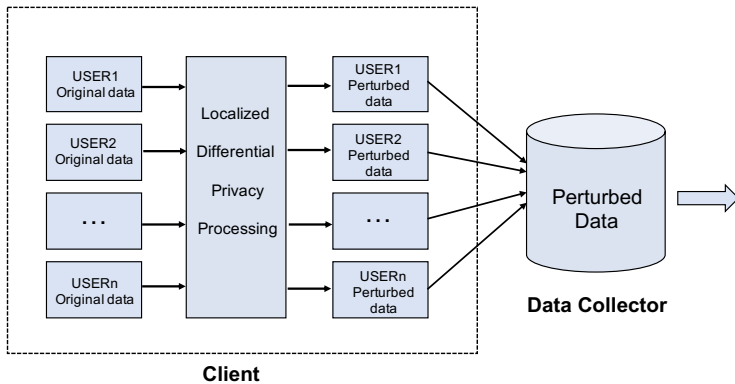 USER1
Original data
USER2
Original data
...
USERn
Original data
Localized
Differential
Privacy
Processing
USER1
Perturbed
data
USER2
Perturbed
data
...
USERn
Perturbed
data
Perturbed
Data
Data Collector
Client